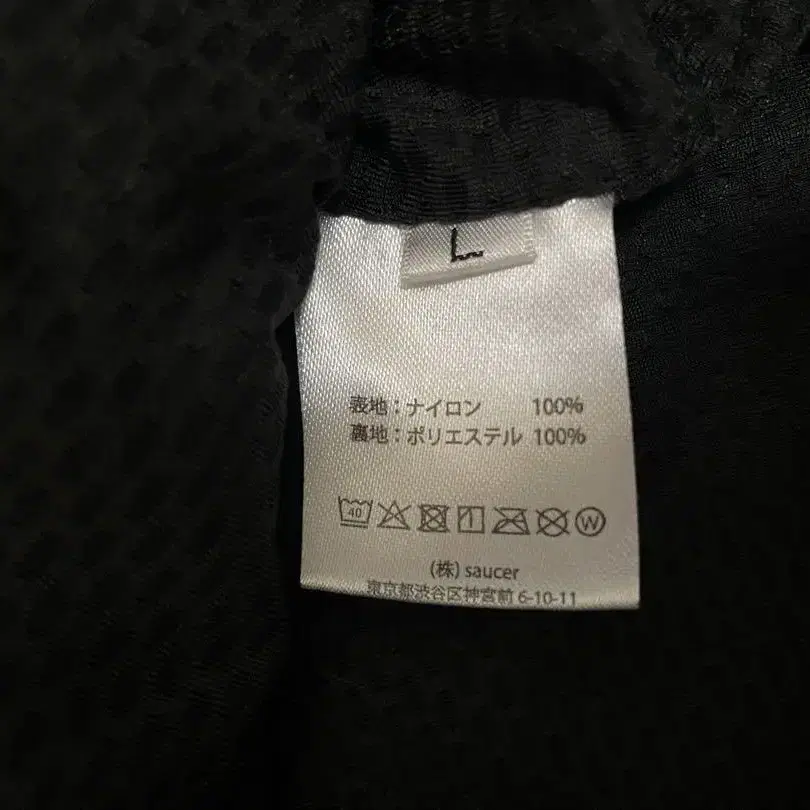 L
表地：ナイロン 100%
裏地：ポリエステル 100%
40 W
(株) saucer
東京都渋谷区神宮前 6-10-11